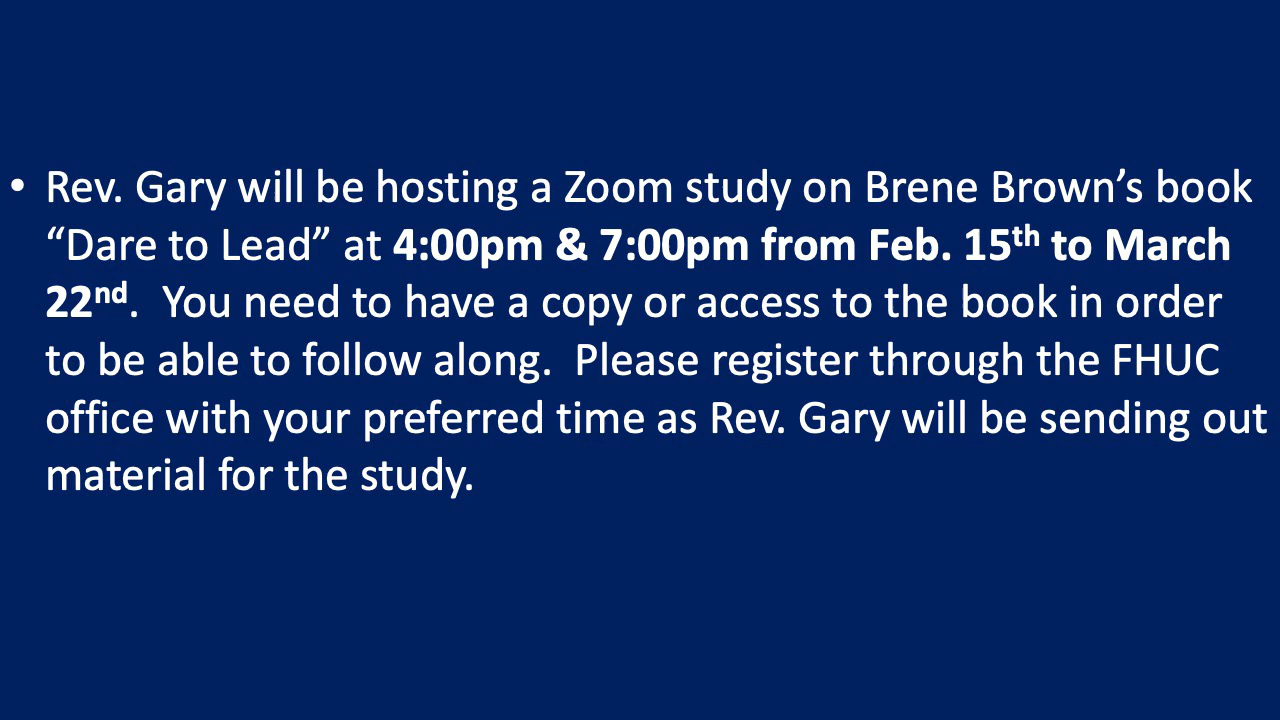 • Rev. Gary will be hosting a Zoom study on Brene Brown’s book
“Dare to Lead” at 4:00pm & 7:00pm from Feb. 15th to March
22nd.  You need to have a copy or access to the book in order
to be able to follow along.  Please register through the FHUC
office with your preferred time as Rev. Gary will be sending out
material for the study.